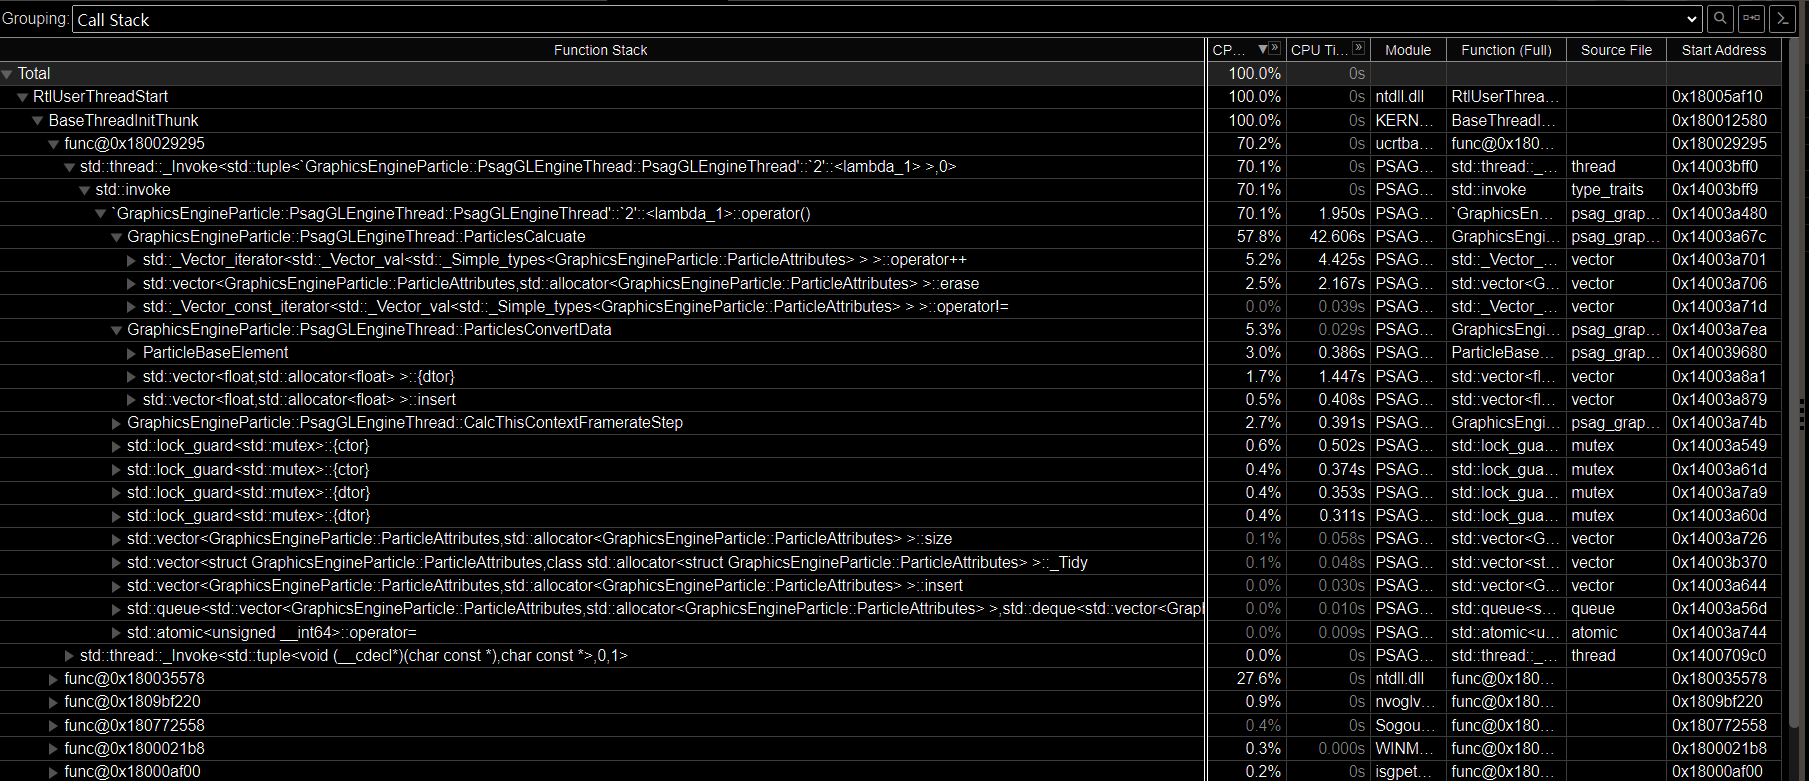 Grouping: Call Stack
Function Stack CP... CPU Ti... Module Function (Full) Source File Start Address
Total 100.0% 0s
RtlUserThreadStart 100.0% 0s ntdll.dll RtlUserThrea... 0x18005af10
BaseThreadInitThunk 100.0% 0s KERN... BaseThreadI... 0x180012580
func@0x180029295 70.2% 0s ucrtba... func@0x180... 0x180029295
std::thread::_Invoke<std::tuple<`GraphicsEngineParticle::PsagGLEngineThread::PsagGLEngineThread'::`2'::<lambda_1> >,0> 70.1% 0s PSAG... std::thread::_... thread 0x14003bff0
std::invoke 70.1% 0s PSAG... std::invoke type_traits 0x14003bff9
`GraphicsEngineParticle::PsagGLEngineThread::PsagGLEngineThread'::`2'::<lambda_1>::operator() 70.1% 1.950s PSAG... `GraphicsEn... psag_grap... 0x14003a480
GraphicsEngineParticle::PsagGLEngineThread::ParticlesCalcuate 57.8% 42.606s PSAG... GraphicsEngi... psag_grap... 0x14003a67c
std::_Vector_iterator<std::_Vector_val<std::_Simple_types<GraphicsEngineParticle::ParticleAttributes> > >::operator++ 5.2% 4.425s PSAG... std::_Vector_... vector 0x14003a701
std::vector<GraphicsEngineParticle::ParticleAttributes,std::allocator<GraphicsEngineParticle::ParticleAttributes> >::erase 2.5% 2.167s PSAG... std::vector<G... vector 0x14003a706
std::_Vector_const_iterator<std::_Vector_val<std::_Simple_types<GraphicsEngineParticle::ParticleAttributes> > >::operator!= 0.0% 0.039s PSAG... std::_Vector_... vector 0x14003a71d
GraphicsEngineParticle::PsagGLEngineThread::ParticlesConvertData 5.3% 0.029s PSAG... GraphicsEngi... psag_grap... 0x14003a7ea
ParticleBaseElement 3.0% 0.386s PSAG... ParticleBase... psag_grap... 0x140039680
std::vector<float,std::allocator<float> >::{dtor} 1.7% 1.447s PSAG... std::vector<fl... vector 0x14003a8a1
std::vector<float,std::allocator<float> >::insert 0.5% 0.408s PSAG... std::vector<fl... vector 0x14003a879
GraphicsEngineParticle::PsagGLEngineThread::CalcThisContextFramerateStep 2.7% 0.391s PSAG... GraphicsEngi... psag_grap... 0x14003a74b
std::lock_guard<std::mutex>::{ctor} 0.6% 0.502s PSAG... std::lock_gua... mutex 0x14003a549
std::lock_guard<std::mutex>::{ctor} 0.4% 0.374s PSAG... std::lock_gua... mutex 0x14003a61d
std::lock_guard<std::mutex>::{dtor} 0.4% 0.353s PSAG... std::lock_gua... mutex 0x14003a7a9
std::lock_guard<std::mutex>::{dtor} 0.4% 0.311s PSAG... std::lock_gua... mutex 0x14003a60d
std::vector<GraphicsEngineParticle::ParticleAttributes,std::allocator<GraphicsEngineParticle::ParticleAttributes> >::size 0.1% 0.058s PSAG... std::vector<G... vector 0x14003a726
std::vector<struct GraphicsEngineParticle::ParticleAttributes,class std::allocator<struct GraphicsEngineParticle::ParticleAttributes> >::_Tidy 0.1% 0.048s PSAG... std::vector<st... vector 0x14003b370
std::vector<GraphicsEngineParticle::ParticleAttributes,std::allocator<GraphicsEngineParticle::ParticleAttributes> >::insert 0.0% 0.030s PSAG... std::vector<G... vector 0x14003a644
std::queue<std::vector<GraphicsEngineParticle::ParticleAttributes,std::allocator<GraphicsEngineParticle::ParticleAttributes> >,std::deque<std::vector<Grapl 0.0% 0.010s PSAG... std::queue<s... queue 0x14003a56d
std::atomic<unsigned __int64>::operator= 0.0% 0.009s PSAG... std::atomic<u... atomic 0x14003a744
std::thread::_Invoke<std::tuple<void (__cdecl*)(char const *),char const *>,0,1> 0.0% 0s PSAG... std::thread::_... thread 0x1400709c0
func@0x180035578 27.6% 0s ntdll.dll func@0x180... 0x180035578
func@0x1809bf220 0.9% 0s nvoglv... func@0x180... 0x1809bf220
func@0x180772558 0.4% 0s Sogou... func@0x180... 0x180772558
func@0x1800021b8 0.3% 0.000s WINM... func@0x180... 0x1800021b8
func@0x18000af00 0.2% 0s isgpet... func@0x180... 0x18000af00